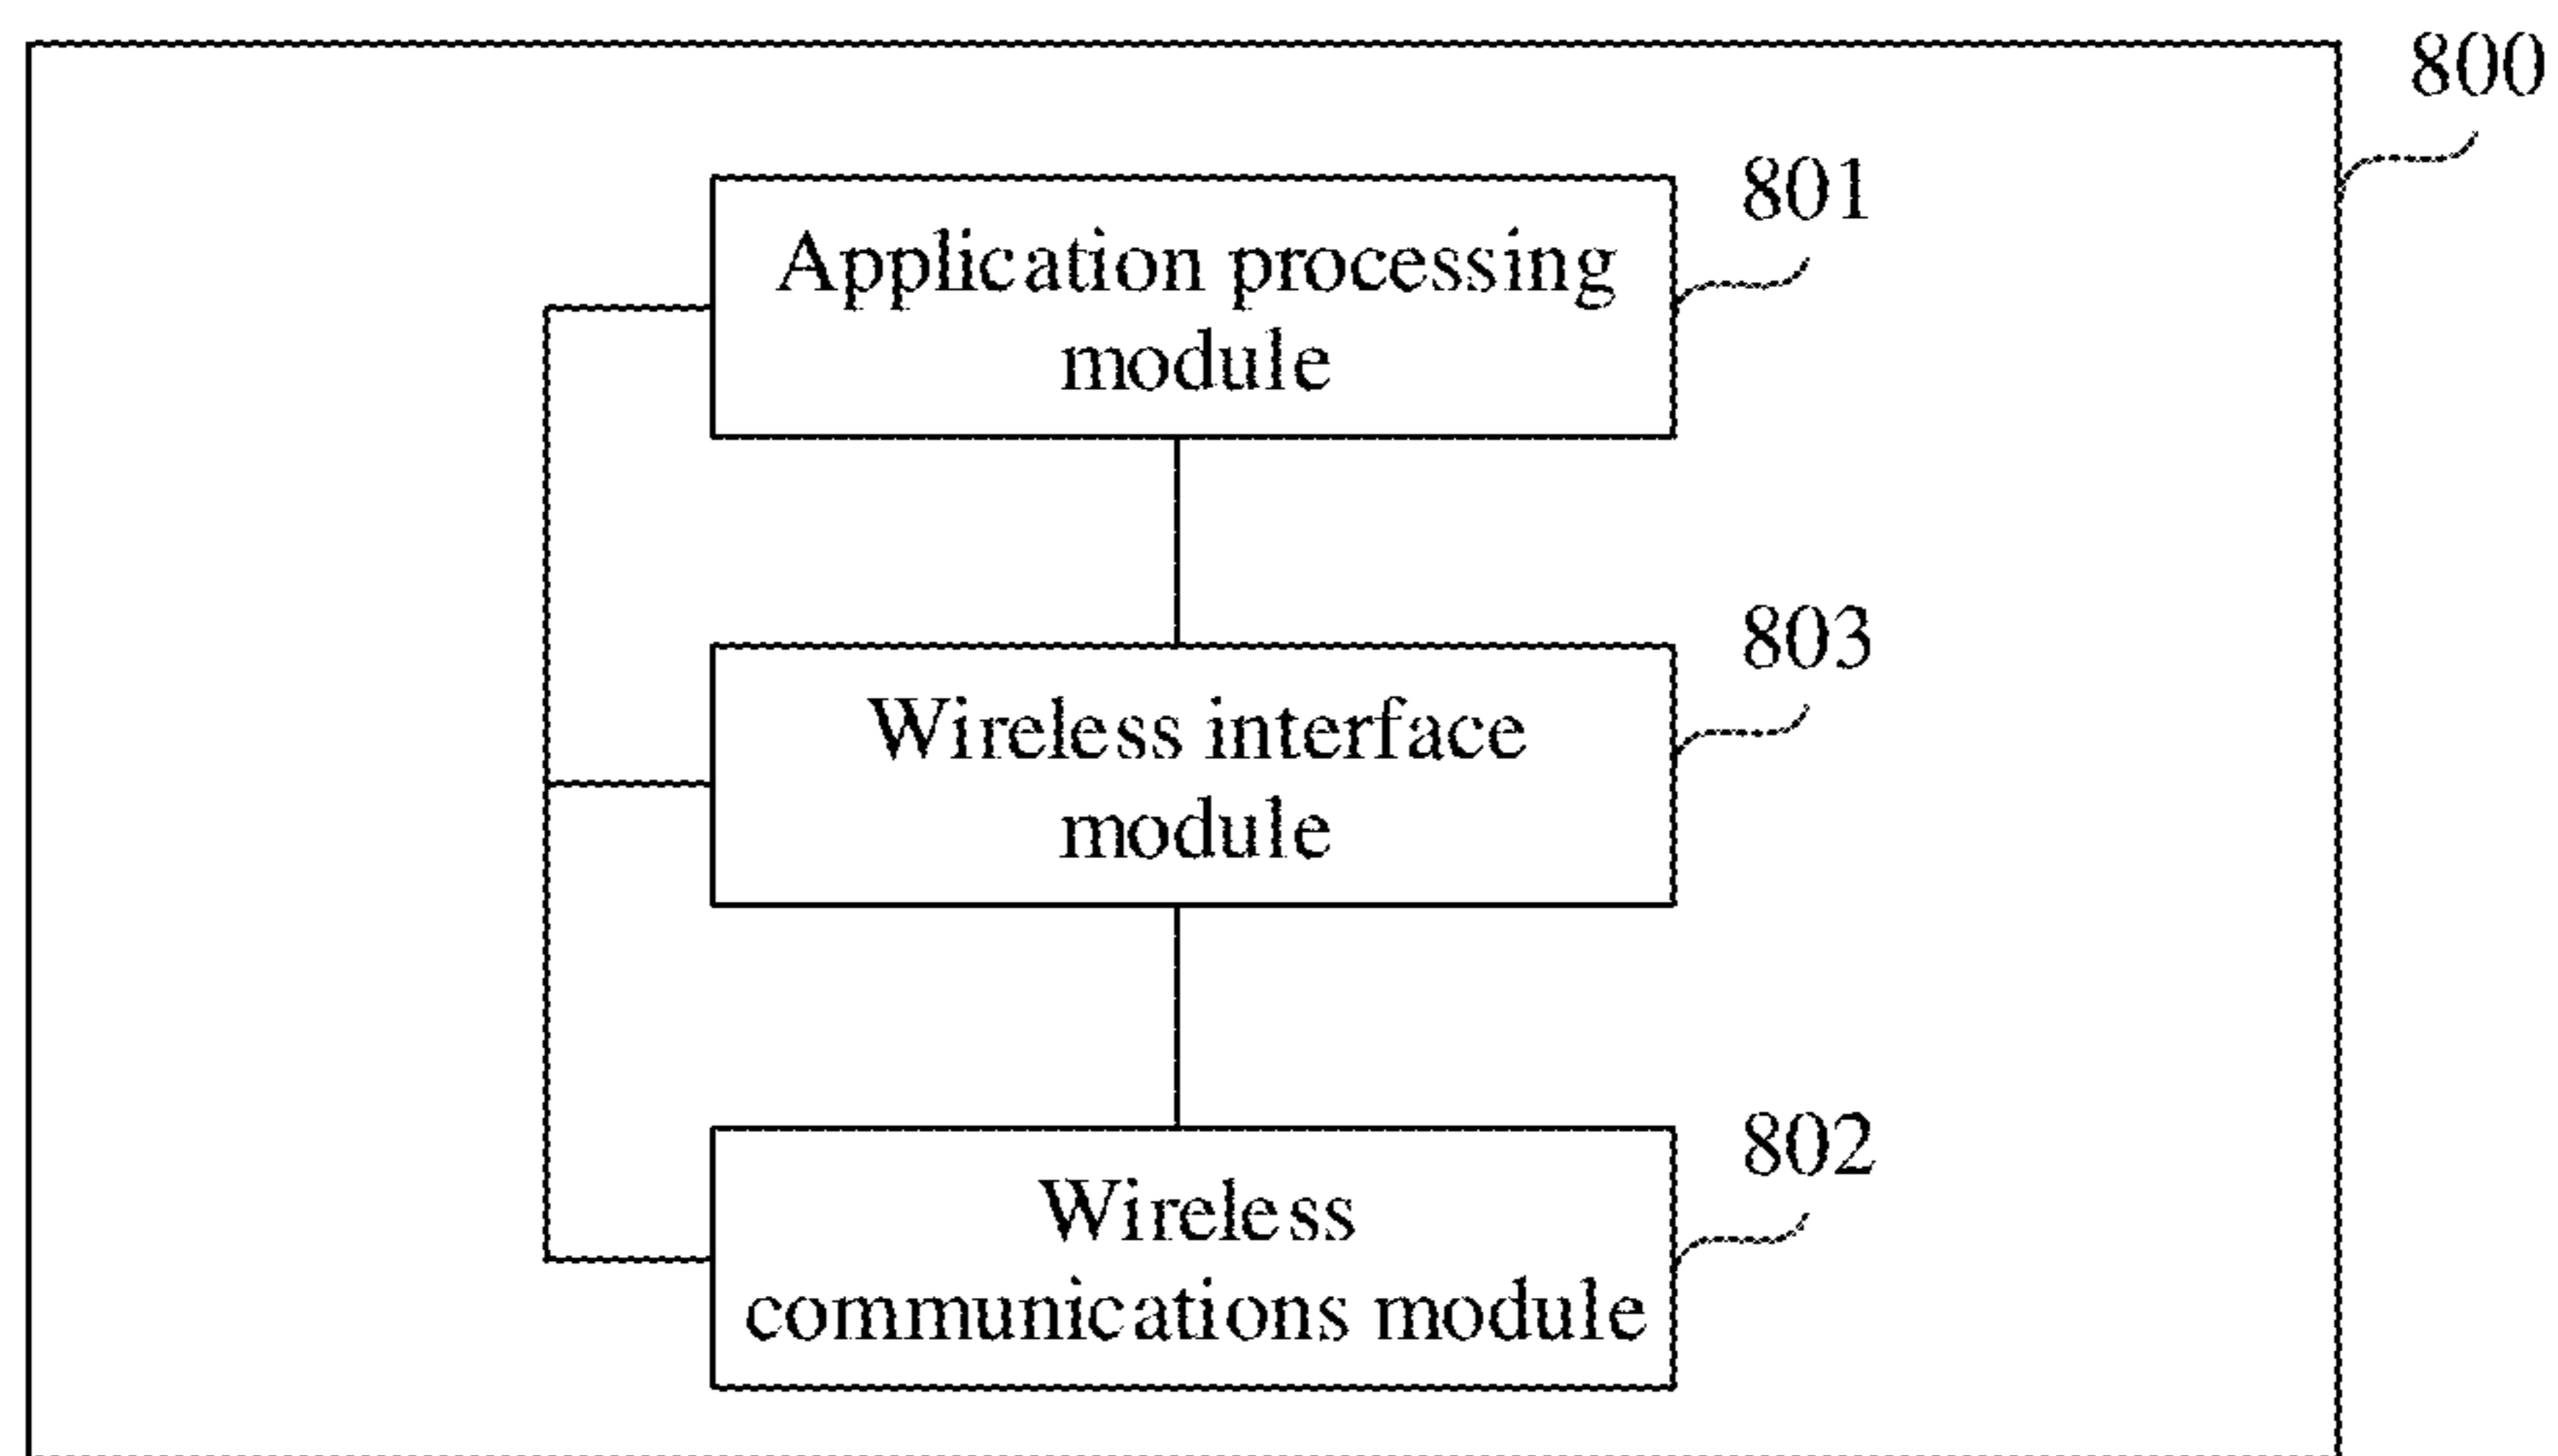 800
801
Application processing
module
803
Wireless interface
module
802
Wireless
communications module